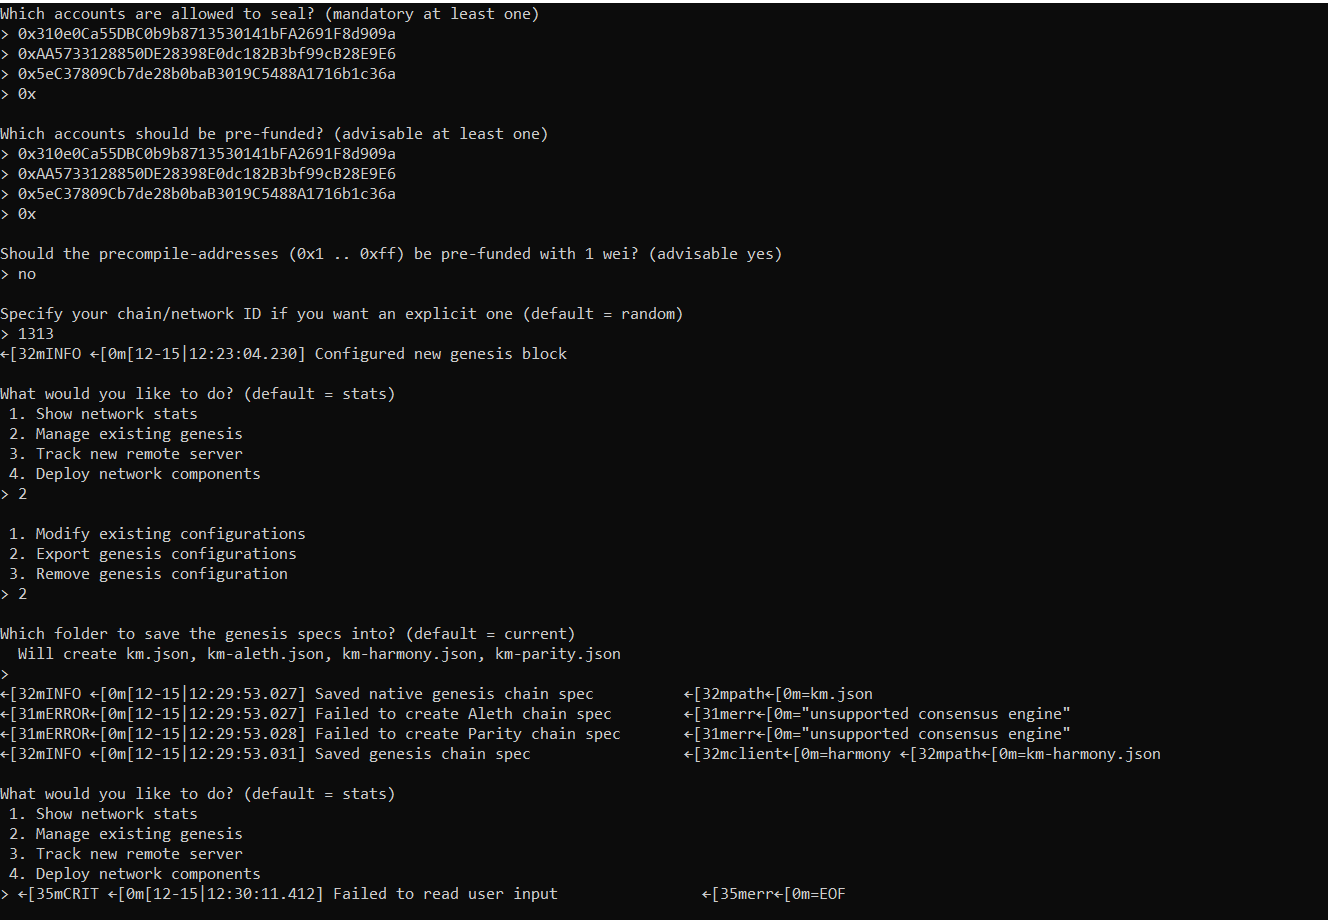 Which accounts are allowed to seal? (mandatory at least one)
> 0x310e0Ca55DBC0b9b8713530141bFA2691F8d909a
> 0xAA5733128850DE28398E0dc182B3bf99cB28E9E6
> 0x5eC37809Cb7de28b0baB3019C5488A1716b1c36a
> 0x
Which accounts should be pre-funded? (advisable at least one)
> 0x310e0Ca55DBC0b9b8713530141bFA2691F8d909a
> 0xAA5733128850DE28398E0dc182B3bf99cB28E9E6
> 0x5eC37809Cb7de28b0baB3019C5488A1716b1c36a
> 0x
Should the precompile-addresses (0x1 .. 0xff) be pre-funded with 1 wei? (advisable yes)
> no
Specify your chain/network ID if you want an explicit one (default = random)
> 1313
←[32mINFO ←[0m[12-15|12:23:04.230] Configured new genesis block
What would you like to do? (default = stats)
1. Show network stats
2. Manage existing genesis
3. Track new remote server
4. Deploy network components
> 2
1. Modify existing configurations
2. Export genesis configurations
3. Remove genesis configuration
> 2
Which folder to save the genesis specs into? (default = current)
Will create km.json, km-aleth.json, km-harmony.json, km-parity.json
>
←[32mINFO ←[0m[12-15|12:29:53.027] Saved native genesis chain spec ←[32mpath←[0m=km.json
←[31mERROR←[0m[12-15|12:29:53.027] Failed to create Aleth chain spec ←[31merr←[0m="unsupported consensus engine"
←[31mERROR←[0m[12-15|12:29:53.028] Failed to create Parity chain spec ←[31merr←[0m="unsupported consensus engine"
←[32mINFO ←[0m[12-15|12:29:53.031] Saved genesis chain spec ←[32mclient←[0m=harmony ←[32mpath←[0m=km-harmony.json
What would you like to do? (default = stats)
1. Show network stats
2. Manage existing genesis
3. Track new remote server
4. Deploy network components
> ←[35mCRIT ←[0m[12-15|12:30:11.412] Failed to read user input ←[35merr←[0m=EOF